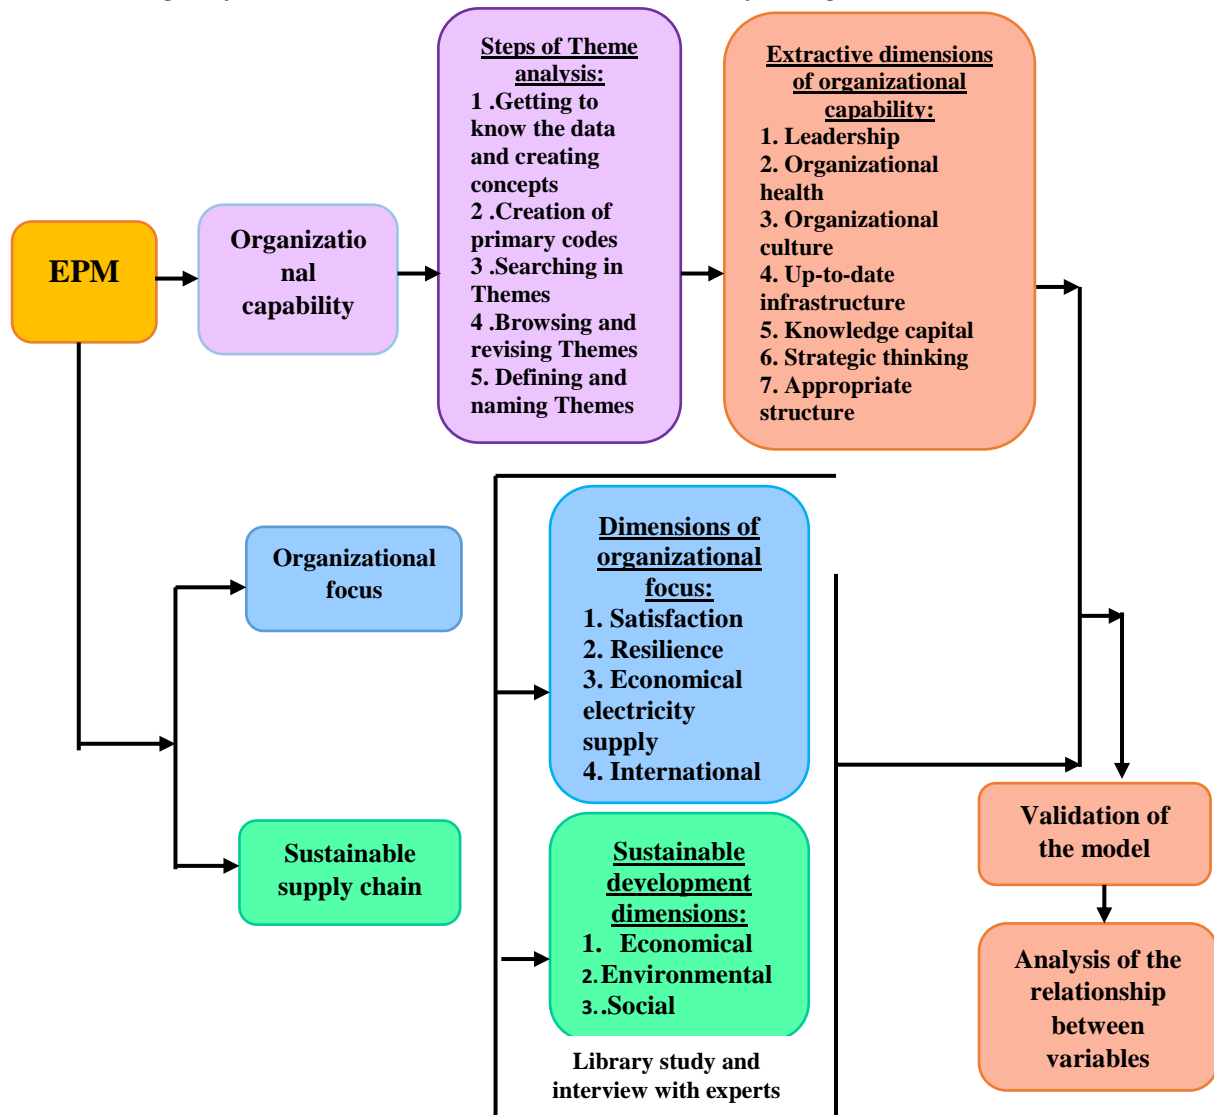 EPM
Organizatio
nal
capability
Steps of Theme
analysis:
1 .Getting to
know the data
and creating
concepts
2 .Creation of
primary codes
3 .Searching in
Themes
4 .Browsing and
revising Themes
5. Defining and
naming Themes
Extractive dimensions
of organizational
capability:
1. Leadership
2. Organizational
health
3. Organizational
culture
4. Up-to-date
infrastructure
5. Knowledge capital
6. Strategic thinking
7. Appropriate
structure
Organizational
focus
Dimensions of
organizational
focus:
1. Satisfaction
2. Resilience
3. Economical
electricity
supply
4. International
Sustainable
supply chain
Sustainable
development
dimensions:
1. Economical
2.Environmental
3..Social
Library study and
interview with experts
Validation of
the model
Analysis of the
relationship
between
variables